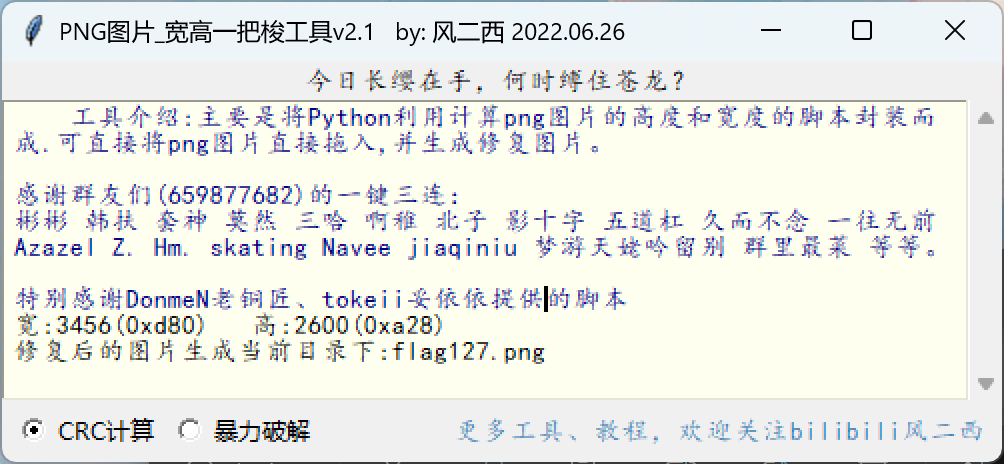 PNG图片_宽高一把梭工具v2.1 by: 风二西 2022.06.26
今日长缨在手，何时缚住苍龙？
工具介绍:主要是将Python利用计算png图片的高度和宽度的脚本封装而
成.可直接将png图片直接拖入,并生成修复图片。
感谢群友们(659877682)的一键三连:
彬彬 韩扶 套神 莫然 三哈 啊稚 北子 影十字 五道杠 久而不念 一往无前
Azazel Z. Hm. skating Navee jiaqiniu 梦游天姥吟留别 群里最菜 等等。
特别感谢DonmeN老铜匠、tokeii妥依依提供的脚本
宽:3456(0xd80) 高:2600(0xa28)
修复后的图片生成当前目录下:flag127.png
CRC计算 暴力破解 更多工具、教程，欢迎关注bilibili风二西